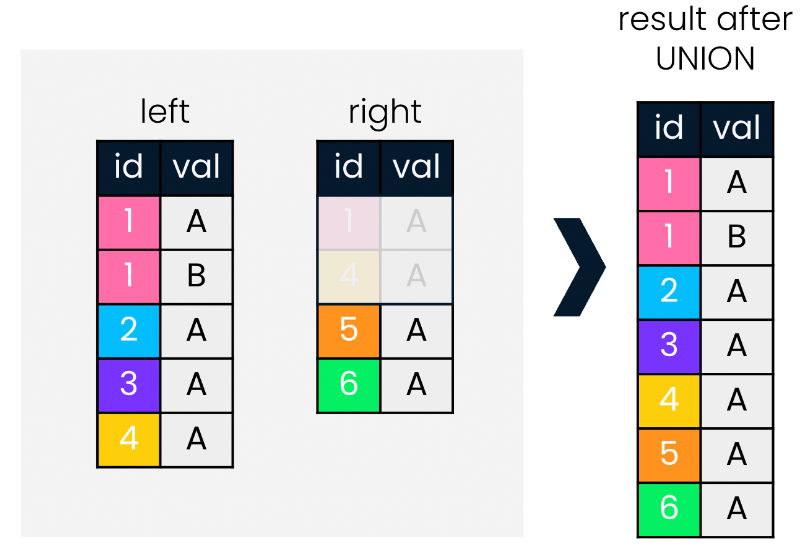 result after
UNION
left
id val
1 A
1 B
2 A
3 A
4 A
right
id val
1 A
4 A
5 A
6 A
id val
1 A
1 B
2 A
3 A
4 A
5 A
6 A